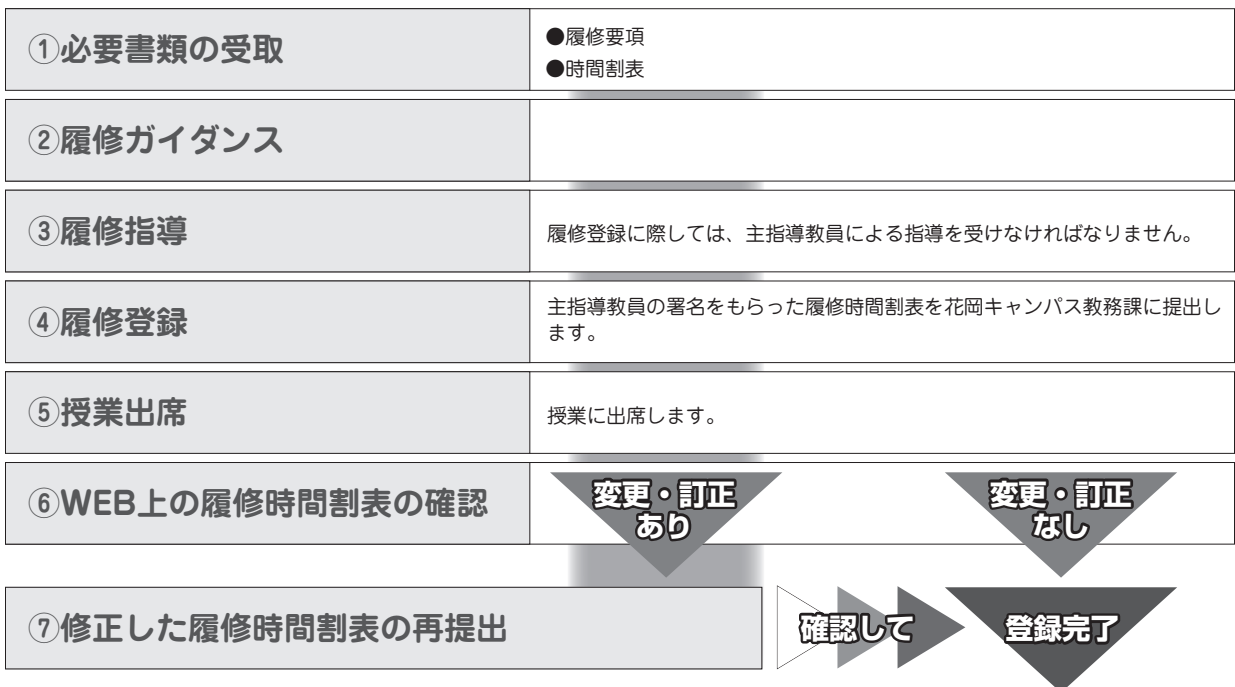 ①必要書類の受取
●履修要項
●時間割表
②履修ガイダンス
③履修指導
履修登録に際しては、主指導教員による指導を受けなければなりません。
④履修登録
主指導教員の署名をもらった履修時間割表を花岡キャンパス教務課に提出し
ます。
⑤授業出席
授業に出席します。
⑥WEB上の履修時間割表の確認
変更・訂正
あり
変更・訂正
なし
⑦修正した履修時間割表の再提出
確認して
登録完了